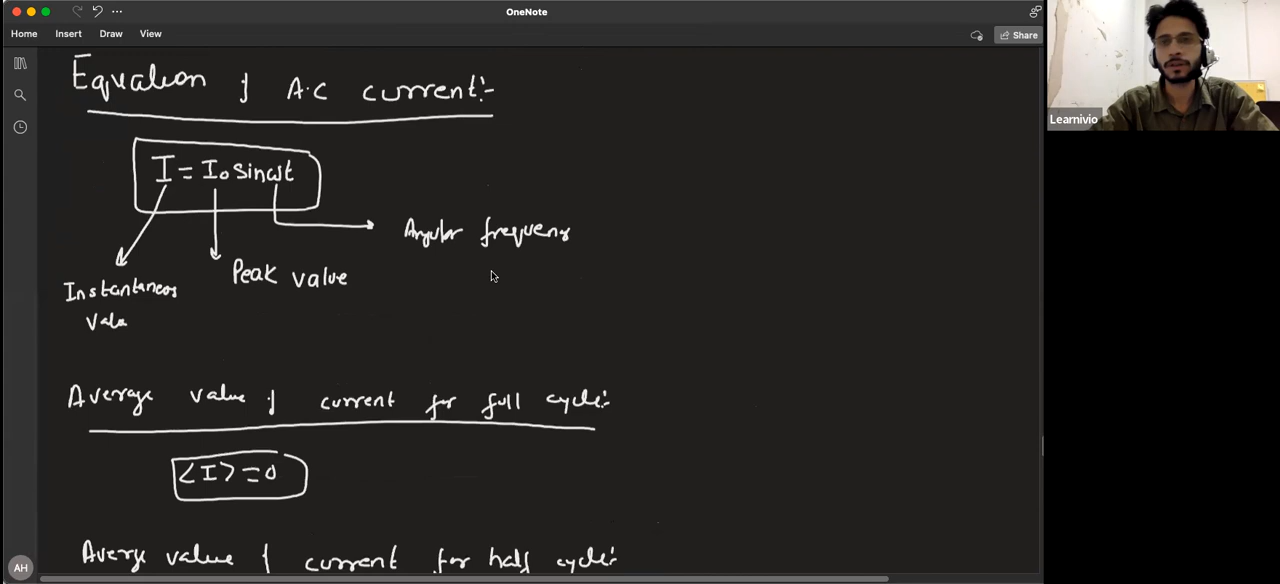 OneNote
Home Insert Draw View
Share
Learnivio
Equation of A.C current:-
I = I₀ sinωt
Angular frequency
Peak value
Instantaneous
Value
Average value of current for full cycle:-
<I> = 0
Average value of current for half cycle:-
AH